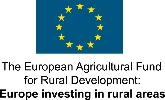 The European Agricultural Fund
for Rural Development:
Europe investing in rural areas